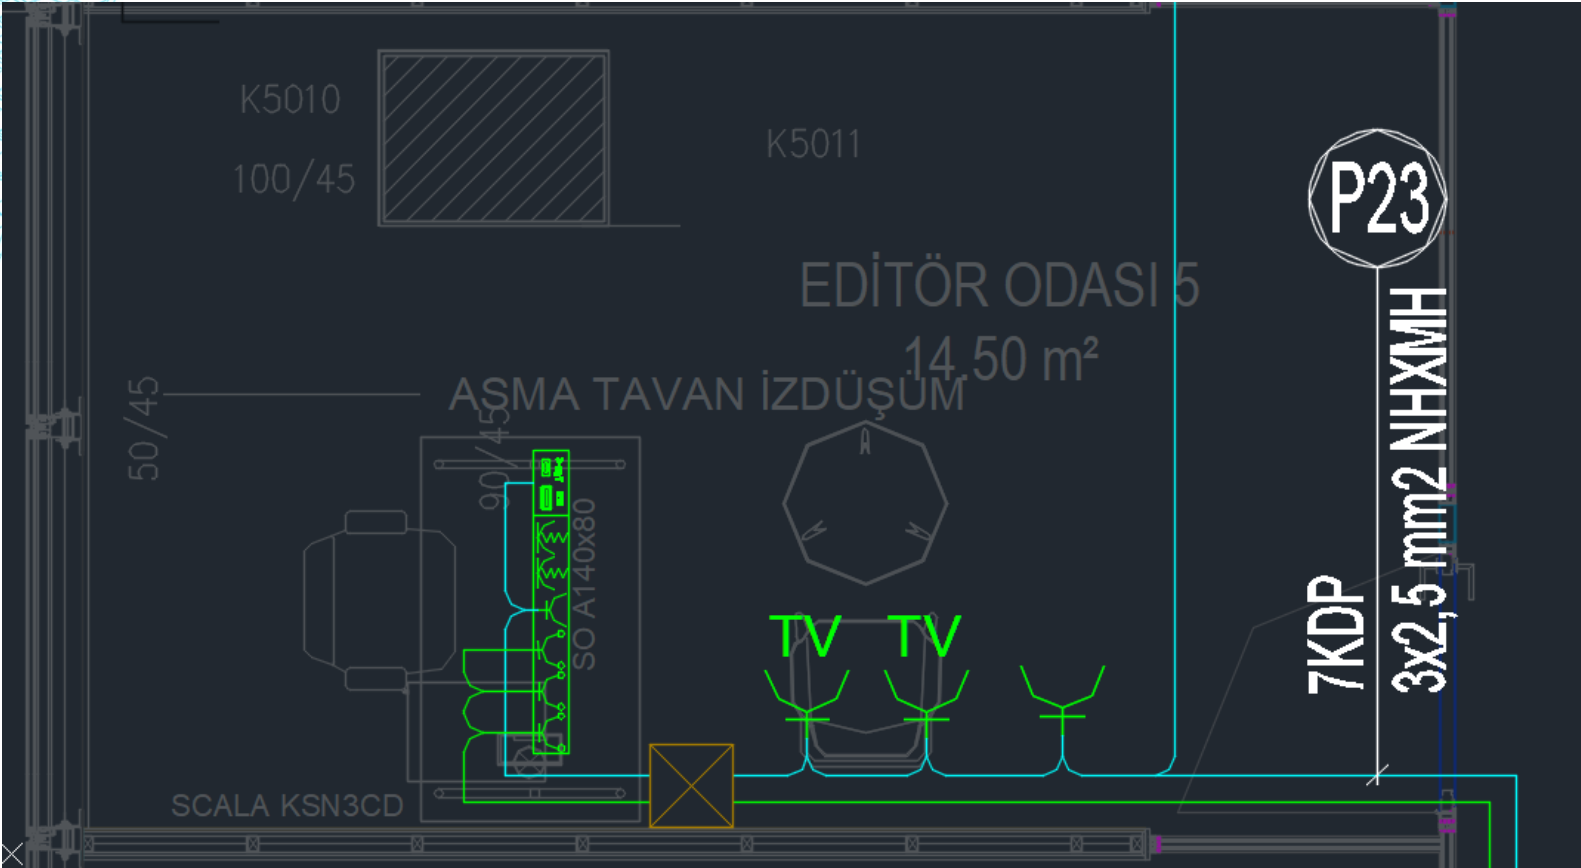 K5010
100/45
K5011
P23
EDİTÖR ODASI 5
14.50 m²
ASMA TAVAN İZDÜŞÜM
50/45
90/45
SO A140x80
TV
TV
7KDP
3x2,5 mm2 NHXMH
SCALA KSN3CD